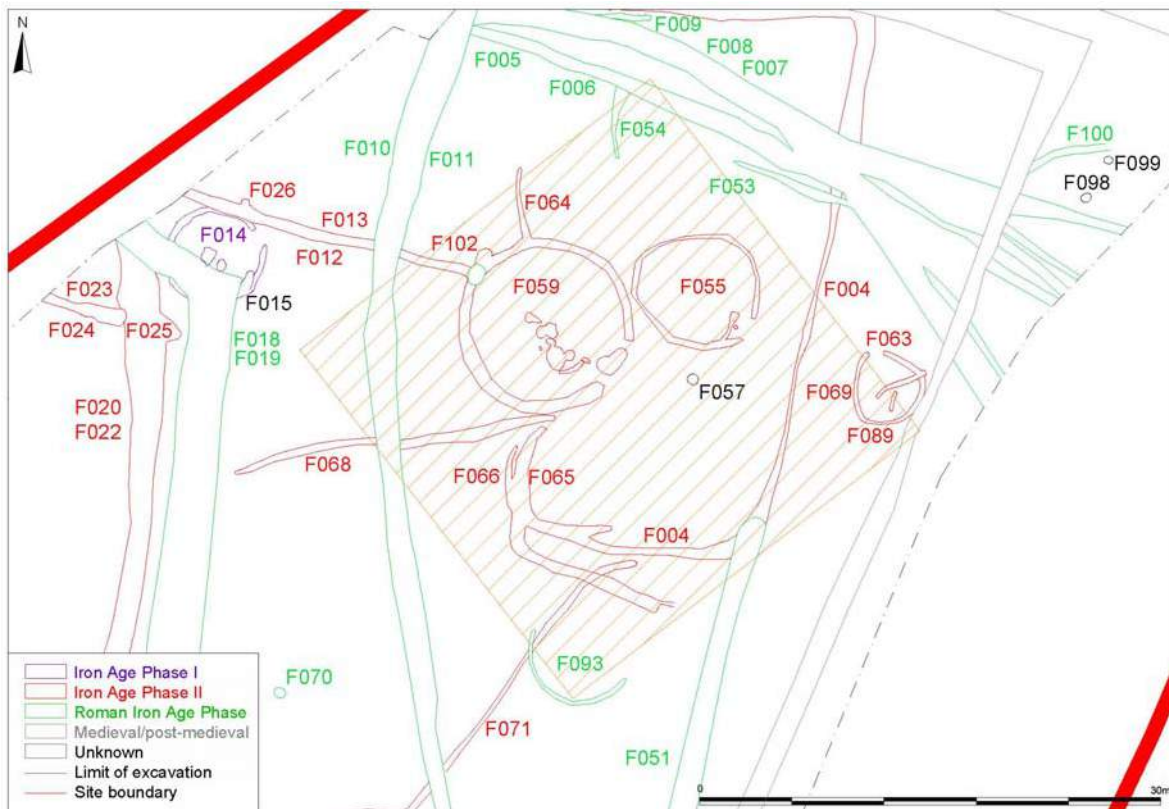 N
F009
F008
F007
F005
F006
F054
F010
F011
F100
F099
F098
F053
F026
F013
F012
F014
F015
F064
F102
F059
F055
F004
F023
F024
F025
F018
F019
F063
F069
F089
F057
F020
F022
F068
F066
F065
F004
F093
F070
F071
F051
Iron Age Phase I
Iron Age Phase II
Roman Iron Age Phase
Medieval/post-medieval
Unknown
Limit of excavation
Site boundary
0
30m